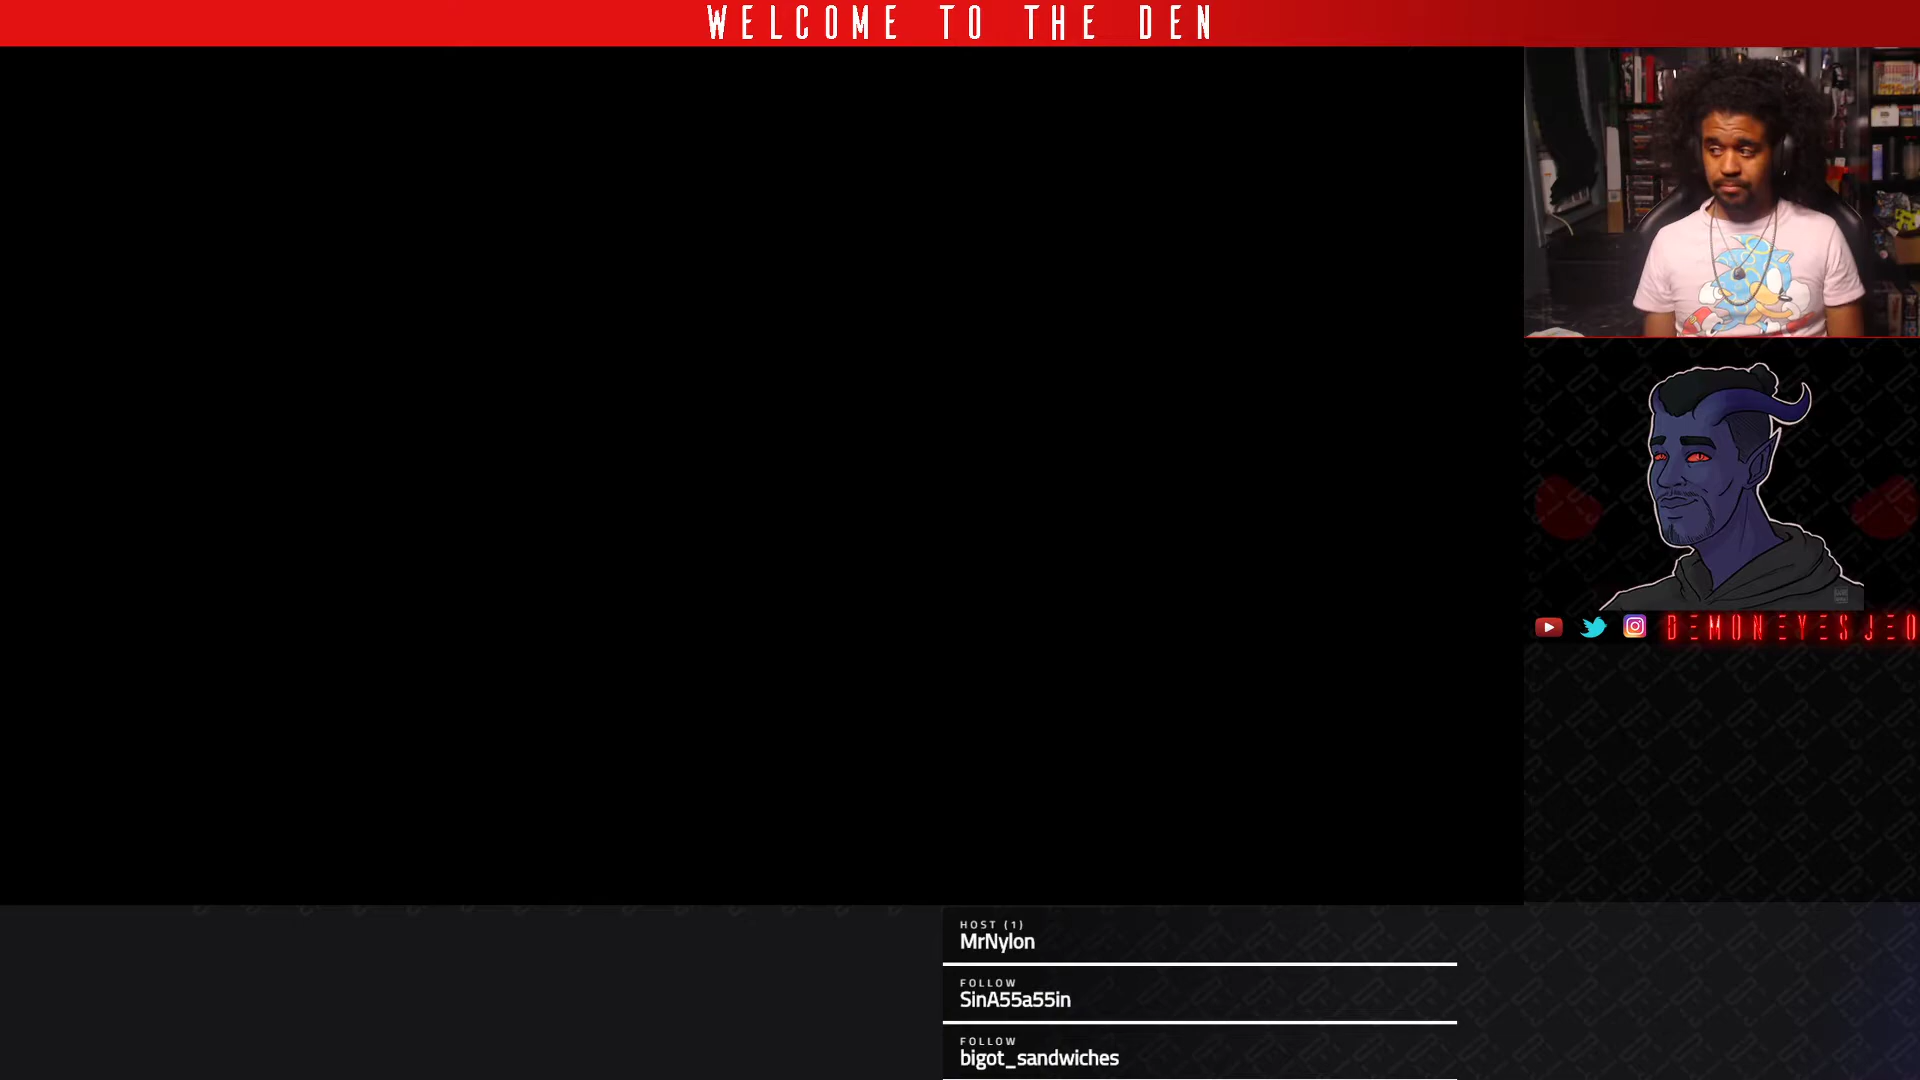 WELCOME TO THE DEN
DEMONEYESJEO
HOST (1)
MrNylon
FOLLOW
SinA55a55in
FOLLOW
bigot_sandwiches